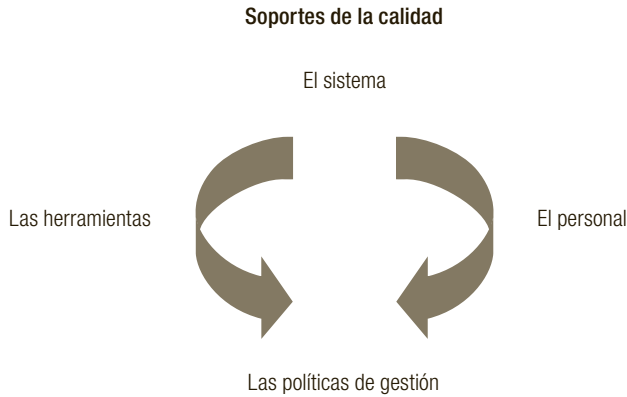 Soportes de la calidad
El sistema
Las herramientas
El personal
Las políticas de gestión